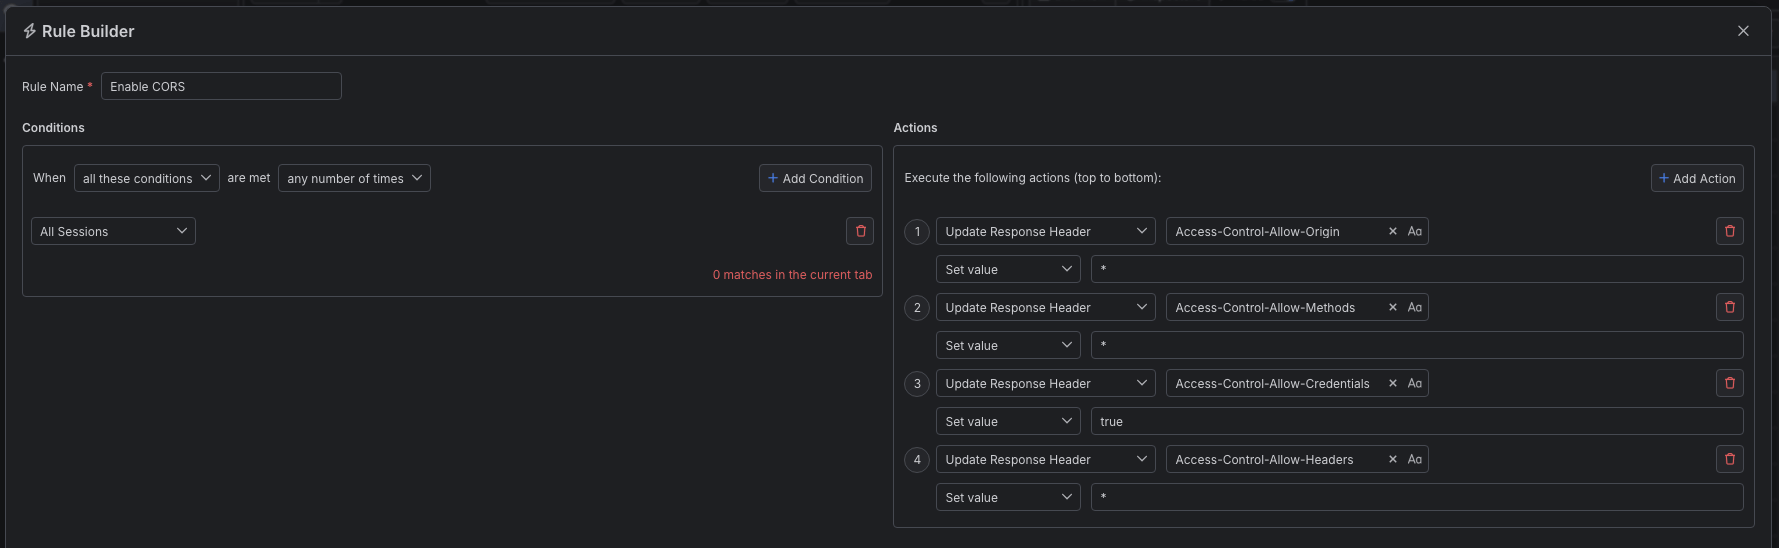 Rule Builder
Rule Name * Enable CORS
Conditions
When all these conditions are met any number of times + Add Condition
All Sessions
0 matches in the current tab
Actions
Execute the following actions (top to bottom): + Add Action
1 Update Response Header Access-Control-Allow-Origin × Aa
Set value *
2 Update Response Header Access-Control-Allow-Methods × Aa
Set value *
3 Update Response Header Access-Control-Allow-Credentials × Aa
Set value true
4 Update Response Header Access-Control-Allow-Headers × Aa
Set value *